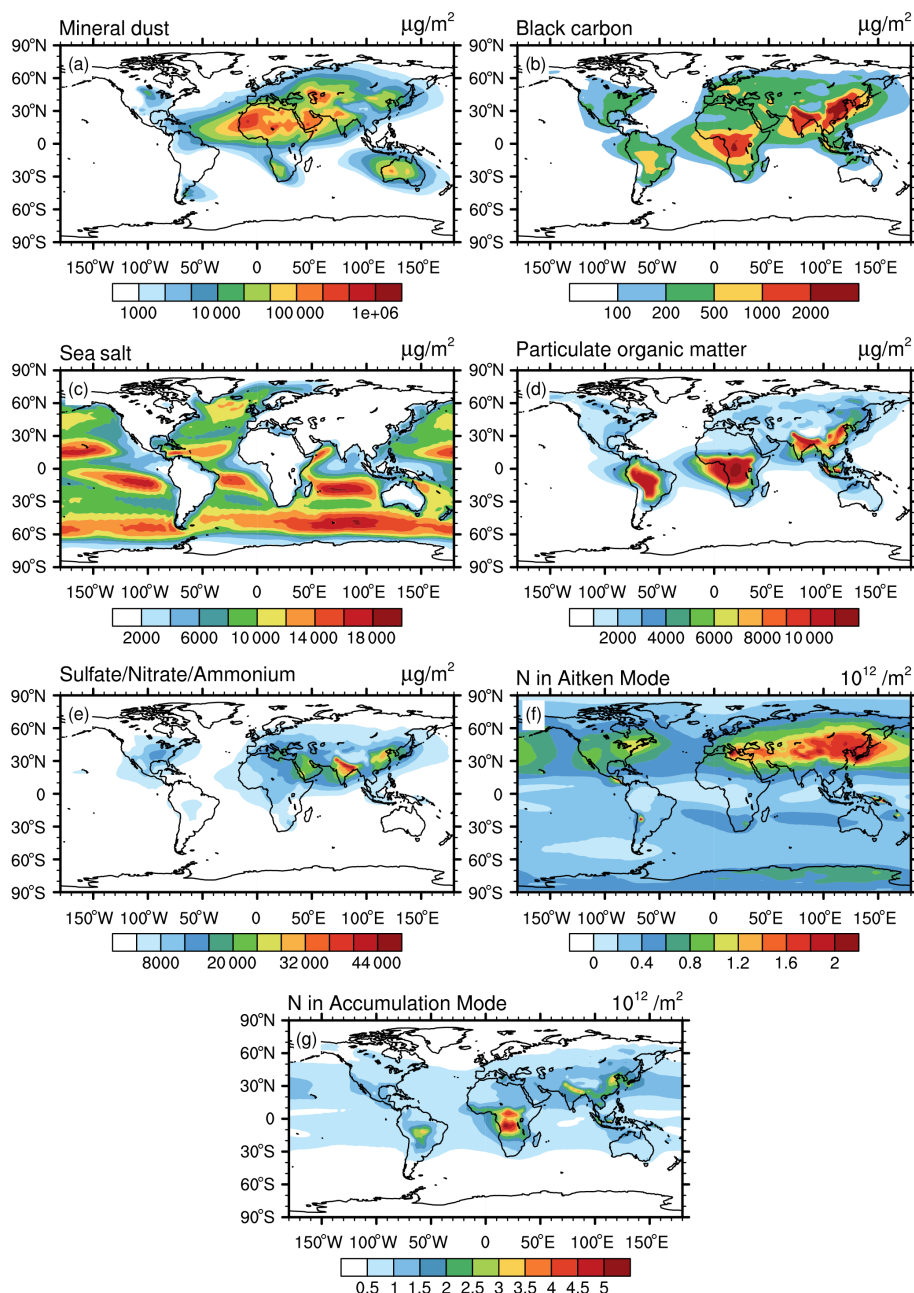 Mineral dust μg/m² Black carbon μg/m²
90°N 90°N
(a) (b)
60°N 60°N
30°N 30°N
0 0
30°S 30°S
60°S 60°S
90°S 90°S
150°W 100°W 50°W 0 50°E 100°E 150°E 150°W 100°W 50°W 0 50°E 100°E 150°E
1000 10 000 100 000 1e+06 100 200 500 1000 2000
Sea salt μg/m² Particulate organic matter μg/m²
90°N 90°N
(c) (d)
60°N 60°N
30°N 30°N
0 0
30°S 30°S
60°S 60°S
90°S 90°S
150°W 100°W 50°W 0 50°E 100°E 150°E 150°W 100°W 50°W 0 50°E 100°E 150°E
2000 6000 10 000 14 000 18 000 2000 4000 6000 8000 10 000
Sulfate/Nitrate/Ammonium μg/m² N in Aitken Mode 10¹² /m²
90°N 90°N
(e) (f)
60°N 60°N
30°N 30°N
0 0
30°S 30°S
60°S 60°S
90°S 90°S
150°W 100°W 50°W 0 50°E 100°E 150°E 150°W 100°W 50°W 0 50°E 100°E 150°E
8000 20 000 32 000 44 000 0 0.4 0.8 1.2 1.6 2
N in Accumulation Mode 10¹² /m²
90°N
(g)
60°N
30°N
0
30°S
60°S
90°S
150°W 100°W 50°W 0 50°E 100°E 150°E
0.5 1 1.5 2 2.5 3 3.5 4 4.5 5